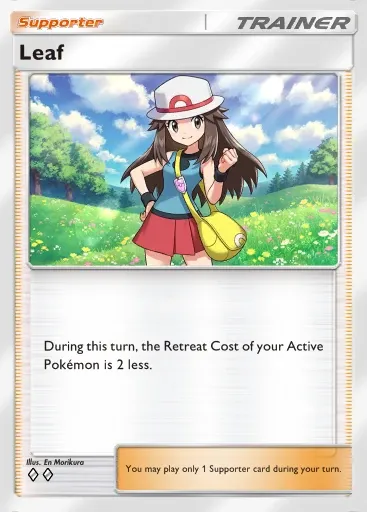 Supporter
TRAINER
Leaf
During this turn, the Retreat Cost of your Active
Pokémon is 2 less.
Illus. En Morikura
You may play only 1 Supporter card during your turn.